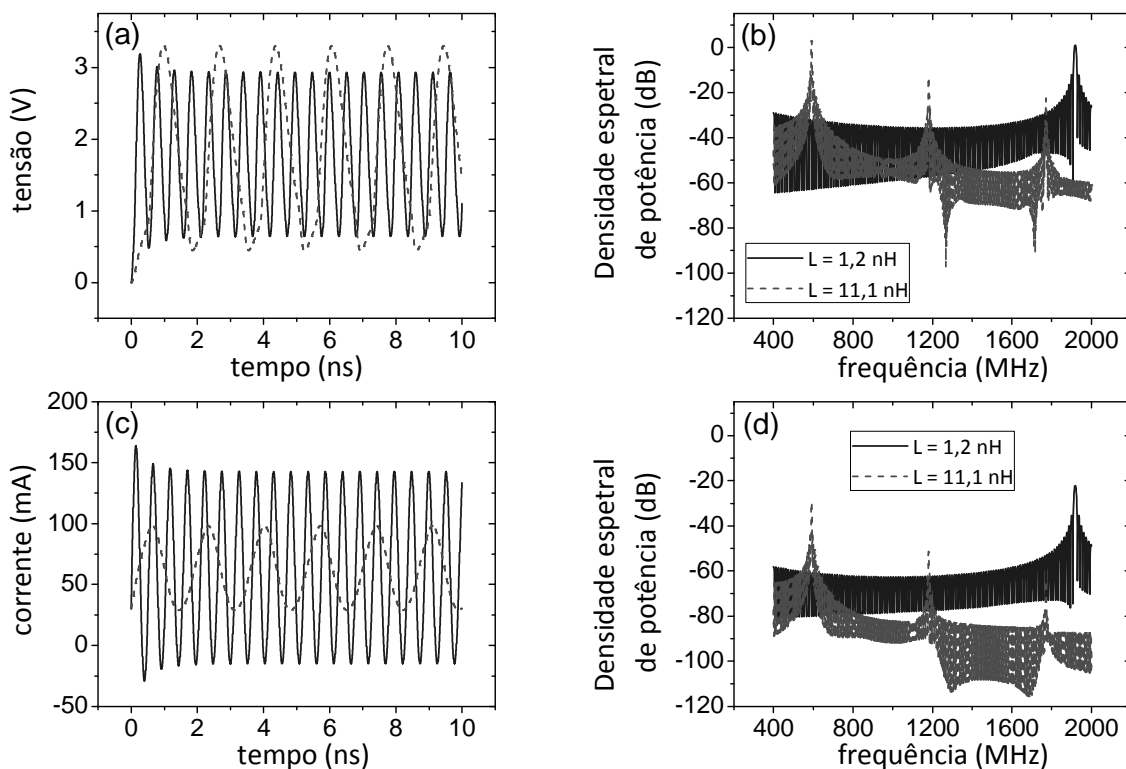 (a)
tensão (V)
3
2
1
0
0 2 4 6 8 10
tempo (ns)
(b)
Densidade espetral
de potência (dB)
0
-20
-40
-60
-80
-100
-120
L = 1,2 nH
L = 11,1 nH
400 800 1200 1600 2000
frequência (MHz)
(c)
corrente (mA)
200
150
100
50
0
-50
0 2 4 6 8 10
tempo (ns)
(d)
Densidade espetral
de potência (dB)
0
-20
-40
-60
-80
-100
-120
L = 1,2 nH
L = 11,1 nH
400 800 1200 1600 2000
frequência (MHz)